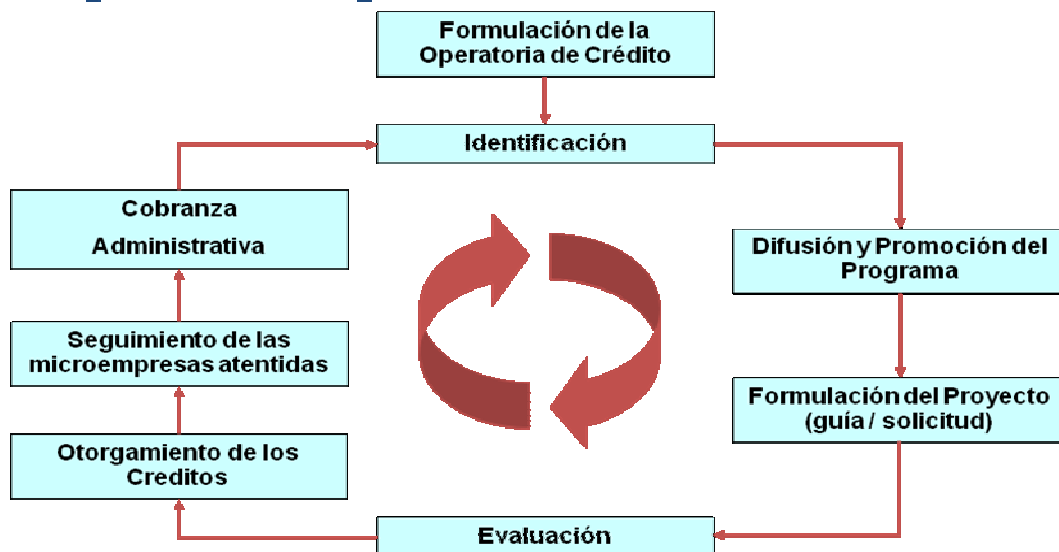 Formulación de la
Operatoria de Crédito
Identificación
Difusión y Promoción del
Programa
Formulación del Proyecto
(guía / solicitud)
Evaluación
Otorgamiento de los
Creditos
Seguimiento de las
microempresas atentidas
Cobranza
Administrativa